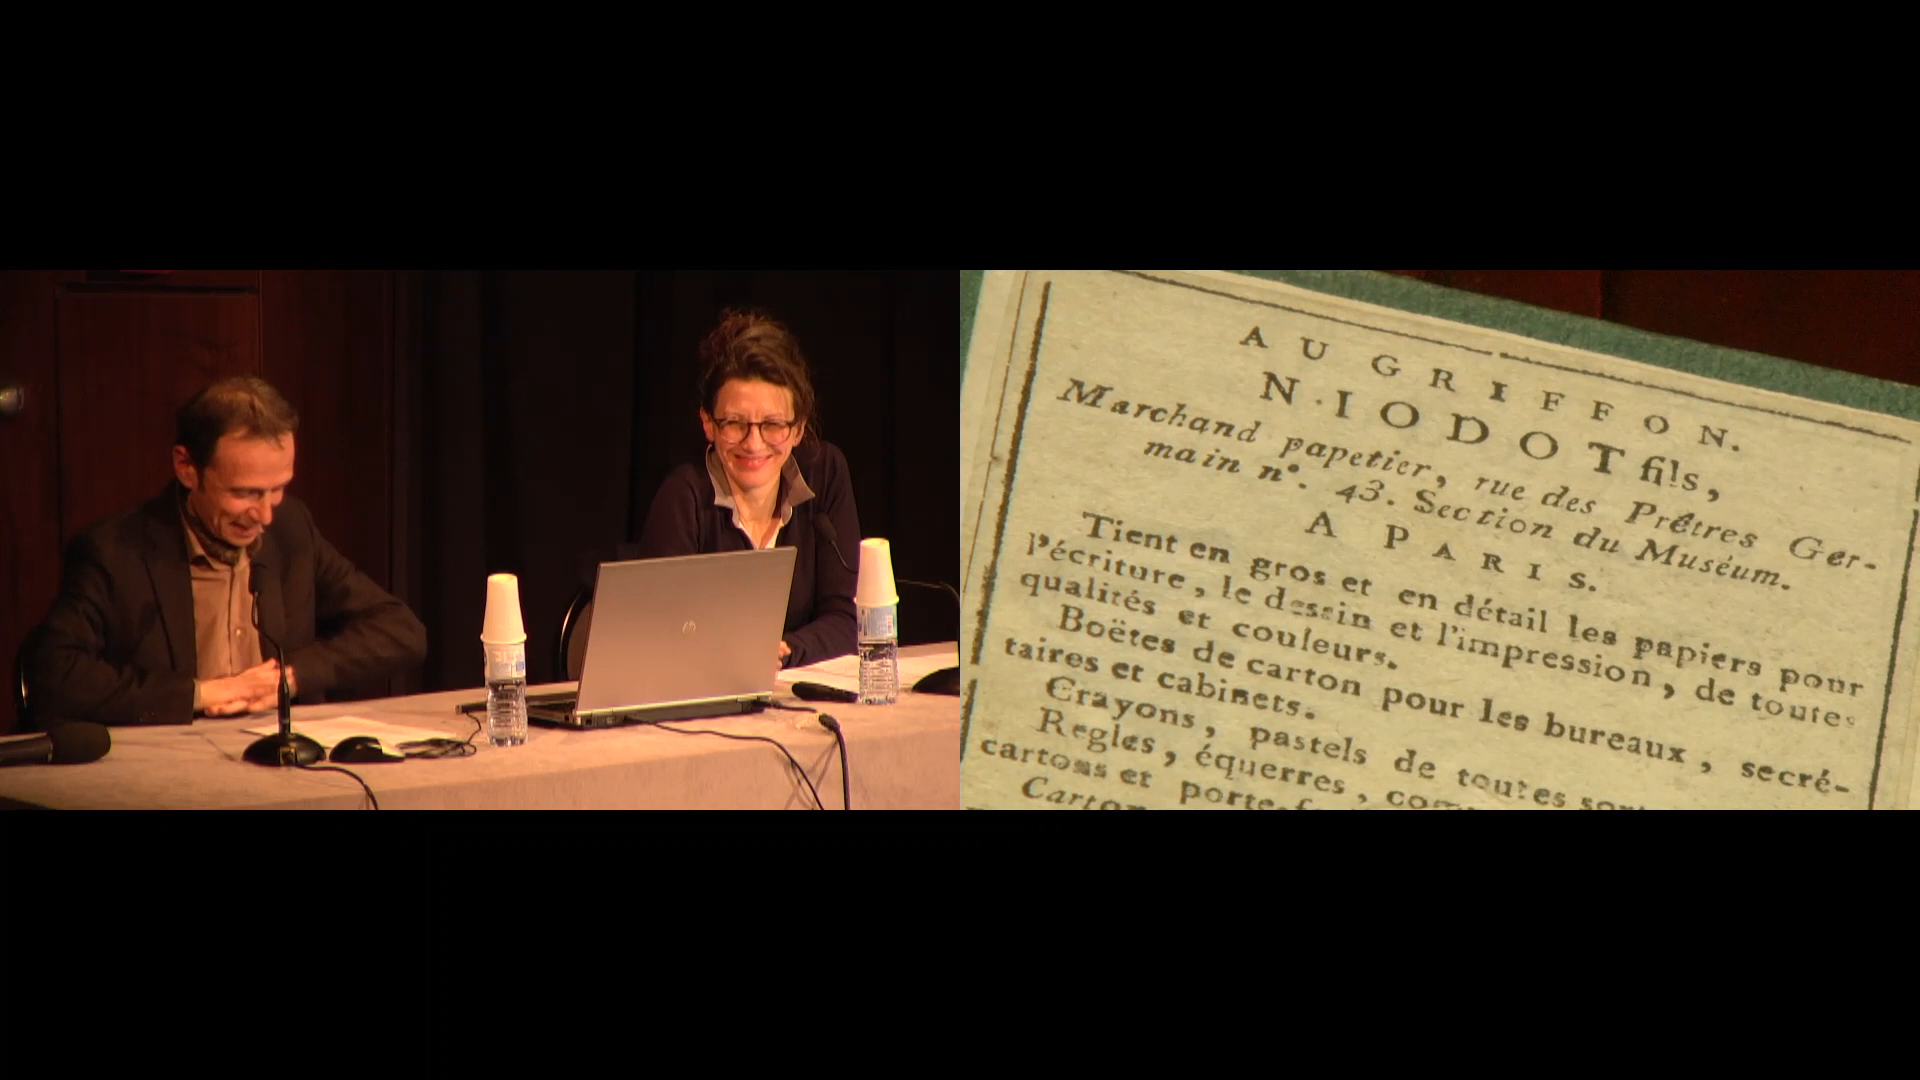 AU GRIFFON.
N. IODOT fils,
Marchand papetier, rue des Prêtres Ger-
main n°. 43. Section du Muséum.
A PARIS.
Tient en gros et en détail les papiers pour
l'écriture, le dessin et l'impression, de toutes
qualités et couleurs.
Boëtes de carton pour les bureaux, secré-
taires et cabinets.
Crayons, pastels de toutes
Regles, équerres,
cartons et
hp